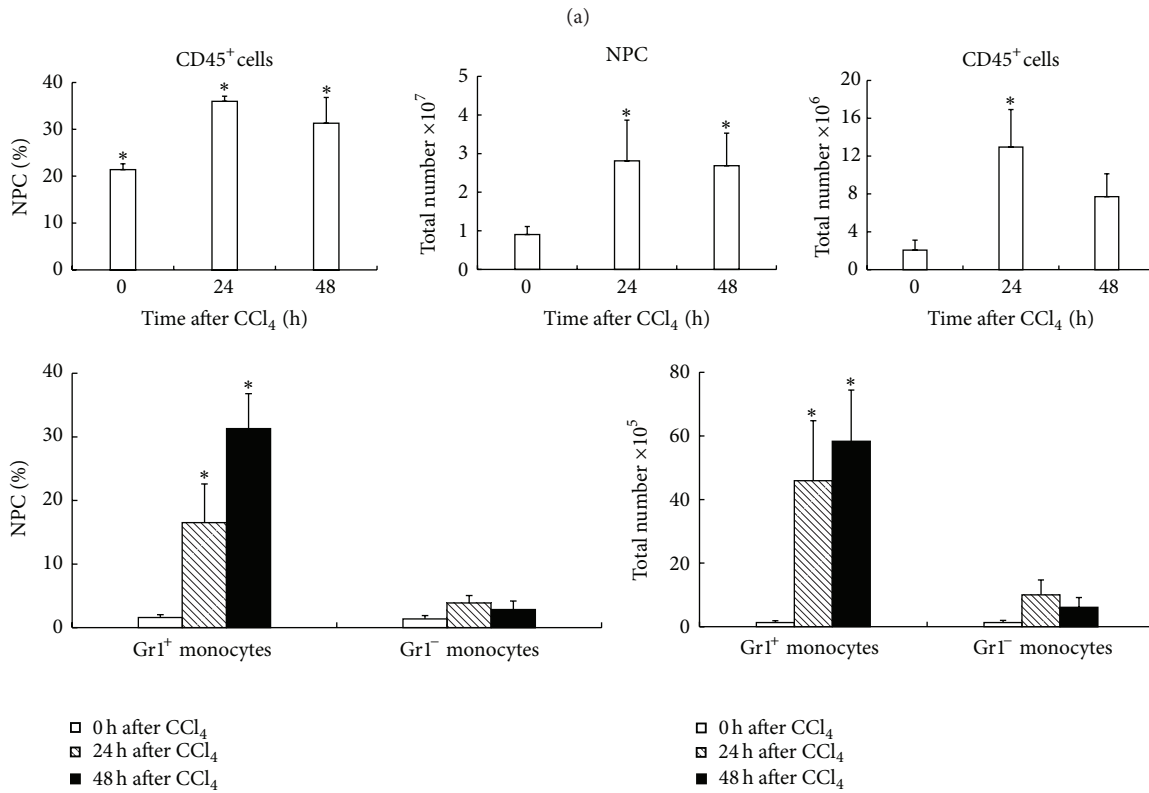 (a)
CD45⁺ cells
NPC (%)
40
30
20
10
0
*
*
*
0 24 48
Time after CCl₄ (h)
NPC
Total number ×10⁷
5
4
3
2
1
0
*
*
0 24 48
Time after CCl₄ (h)
CD45⁺ cells
Total number ×10⁶
20
16
12
8
4
0
*
0 24 48
Time after CCl₄ (h)
NPC (%)
40
30
20
10
0
*
*
Gr1⁺ monocytes Gr1⁻ monocytes
0 h after CCl₄
24 h after CCl₄
48 h after CCl₄
Total number ×10⁵
80
60
40
20
0
*
*
Gr1⁺ monocytes Gr1⁻ monocytes
0 h after CCl₄
24 h after CCl₄
48 h after CCl₄